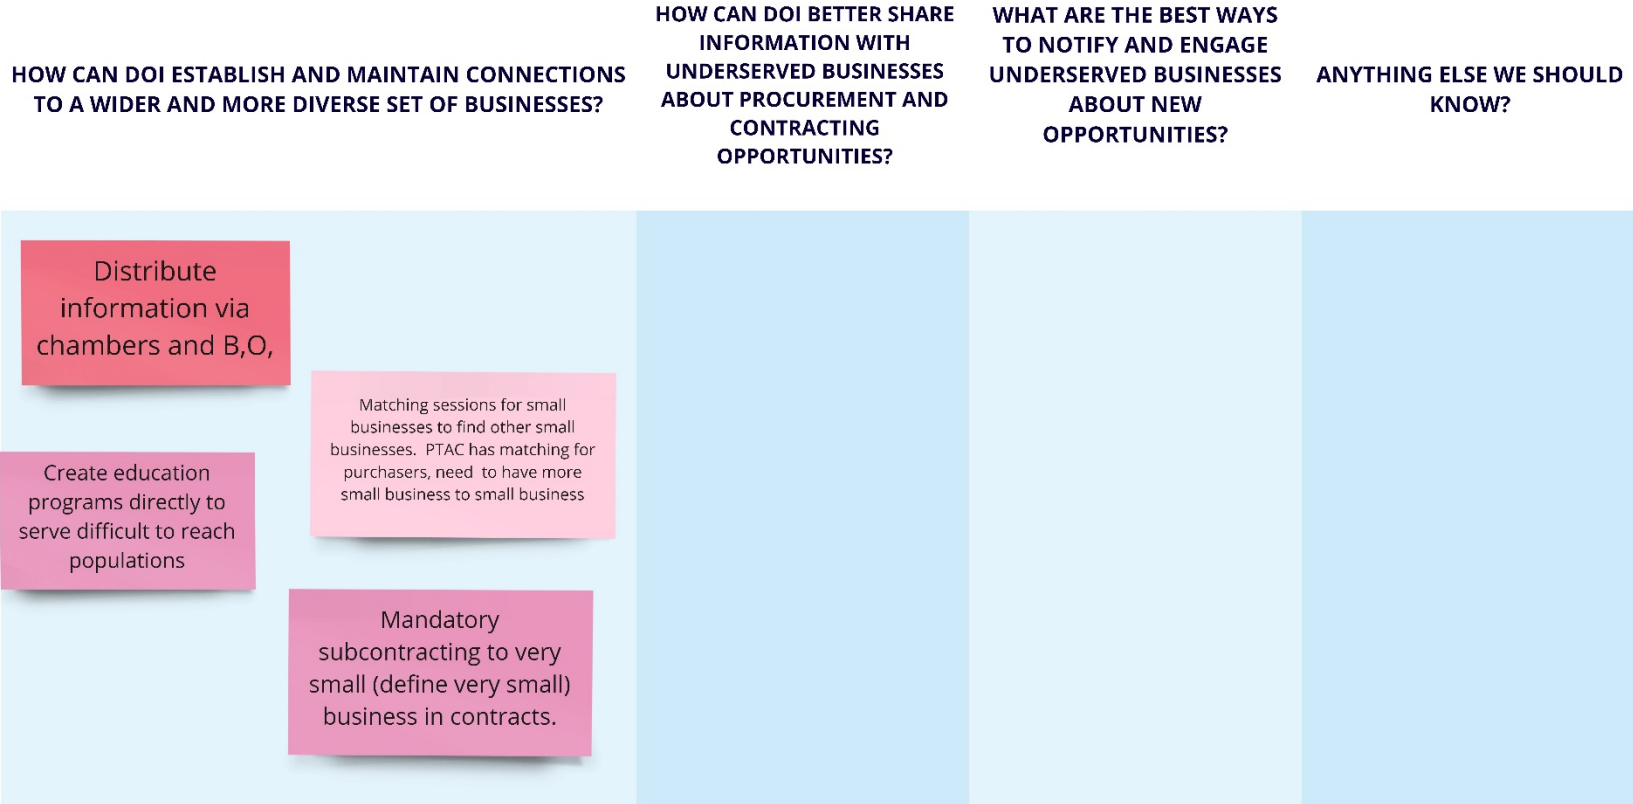 HOW CAN DOI ESTABLISH AND MAINTAIN CONNECTIONS
TO A WIDER AND MORE DIVERSE SET OF BUSINESSES?
HOW CAN DOI BETTER SHARE
INFORMATION WITH
UNDERSERVED BUSINESSES
ABOUT PROCUREMENT AND
CONTRACTING
OPPORTUNITIES?
WHAT ARE THE BEST WAYS
TO NOTIFY AND ENGAGE
UNDERSERVED BUSINESSES
ABOUT NEW
OPPORTUNITIES?
ANYTHING ELSE WE SHOULD
KNOW?
Distribute
information via
chambers and B,O,
Matching sessions for small
businesses to find other small
businesses.  PTAC has matching for
purchasers, need  to have more
small business to small business
Create education
programs directly to
serve difficult to reach
populations
Mandatory
subcontracting to very
small (define very small)
business in contracts.